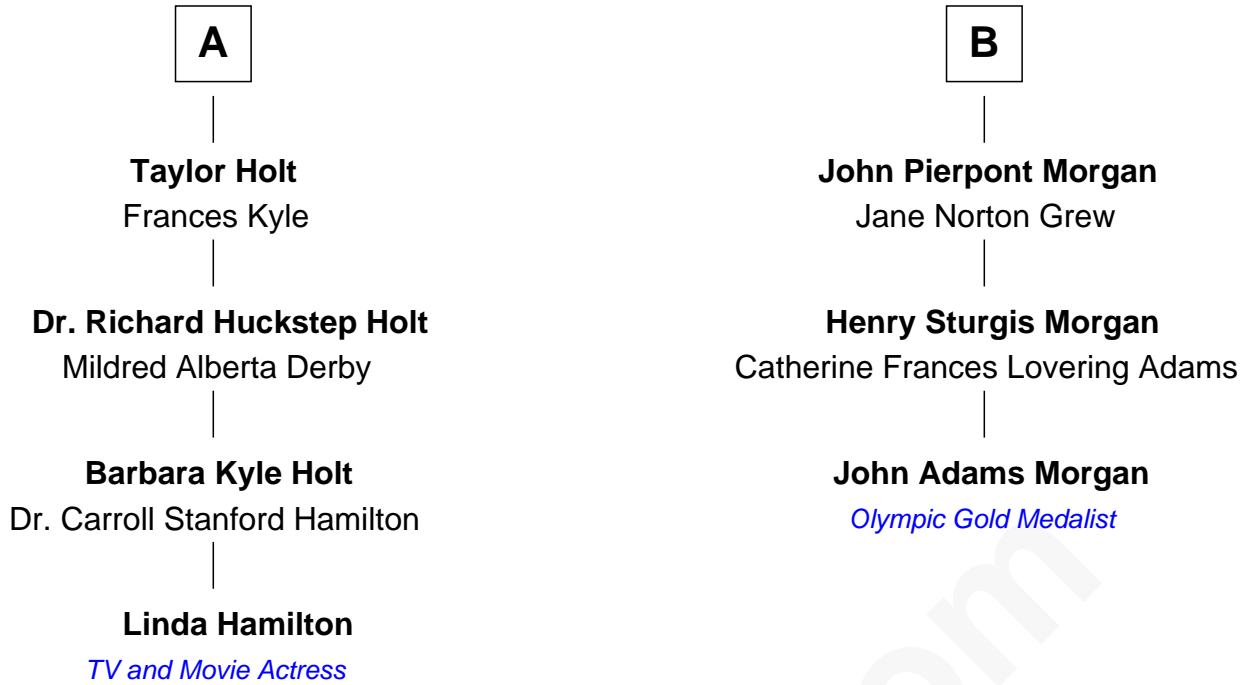 A
Taylor Holt
Frances Kyle
Dr. Richard Huckstep Holt
Mildred Alberta Derby
Barbara Kyle Holt
Dr. Carroll Stanford Hamilton
Linda Hamilton
TV and Movie Actress
B
John Pierpont Morgan
Jane Norton Grew
Henry Sturgis Morgan
Catherine Frances Lovering Adams
John Adams Morgan
Olympic Gold Medalist
om